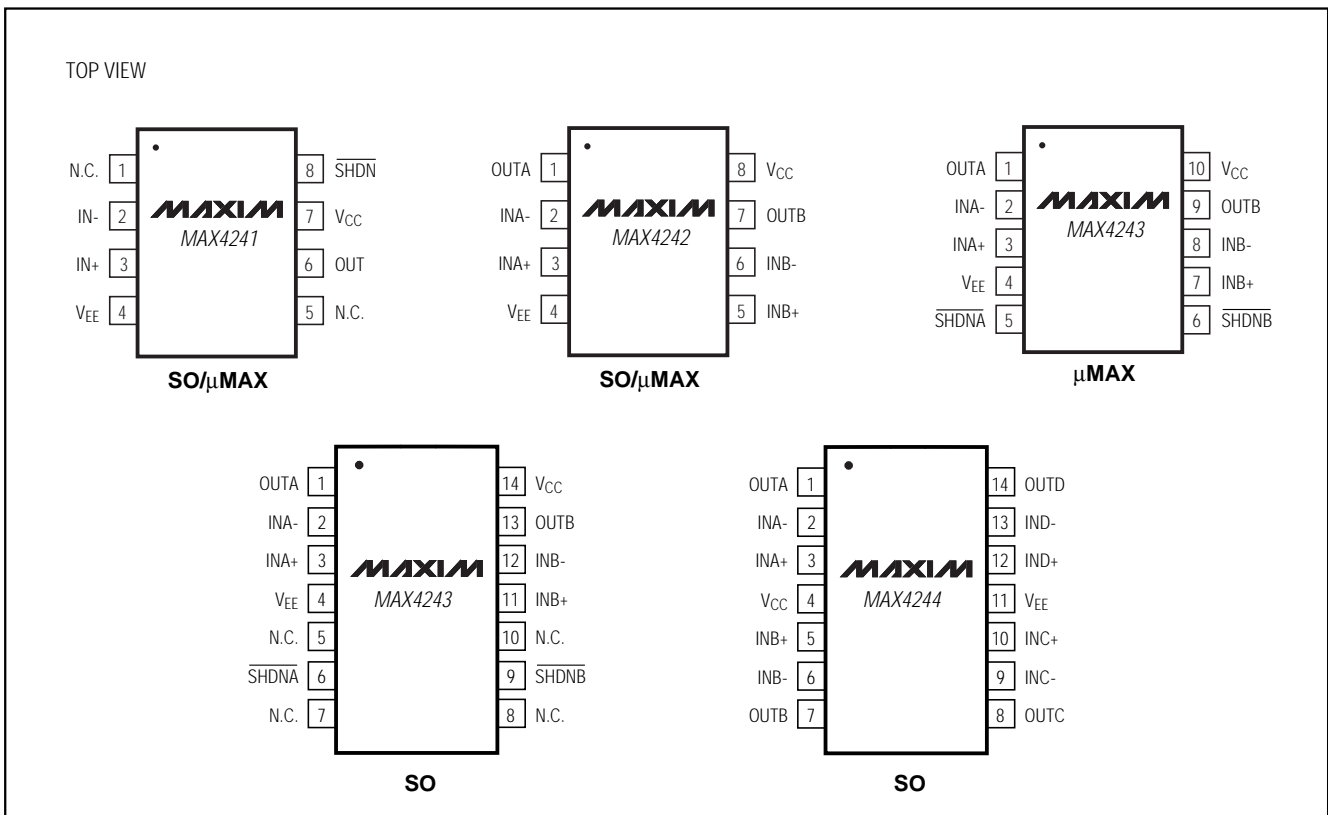 TOP VIEW
N.C. 1
IN- 2
IN+ 3
VEE 4
MAXIM
MAX4241
8 SHDN
7 VCC
6 OUT
5 N.C.
SO/μMAX
OUTA 1
INA- 2
INA+ 3
VEE 4
MAXIM
MAX4242
8 VCC
7 OUTB
6 INB-
5 INB+
SO/μMAX
OUTA 1
INA- 2
INA+ 3
VEE 4
SHDNA 5
MAXIM
MAX4243
10 VCC
9 OUTB
8 INB-
7 INB+
6 SHDNB
μMAX
OUTA 1
INA- 2
INA+ 3
VEE 4
N.C. 5
SHDNA 6
N.C. 7
MAXIM
MAX4243
14 VCC
13 OUTB
12 INB-
11 INB+
10 N.C.
9 SHDNB
8 N.C.
SO
OUTA 1
INA- 2
INA+ 3
VCC 4
INB+ 5
INB- 6
OUTB 7
MAXIM
MAX4244
14 OUTD
13 IND-
12 IND+
11 VEE
10 INC+
9 INC-
8 OUTC
SO